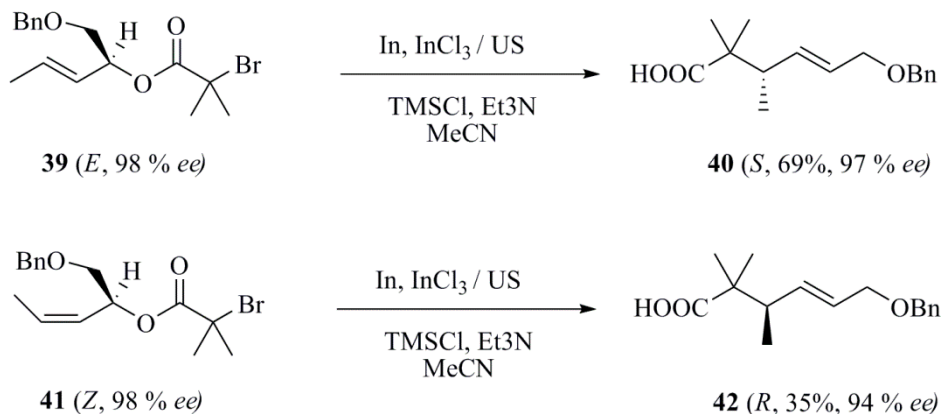 BnO
H
O
O
Br
In, InCl3 / US
TMSCl, Et3N
MeCN
HOOC
OBn
39 (E, 98 % ee)
40 (S, 69%, 97 % ee)
BnO
H
O
O
Br
In, InCl3 / US
TMSCl, Et3N
MeCN
HOOC
OBn
41 (Z, 98 % ee)
42 (R, 35%, 94 % ee)